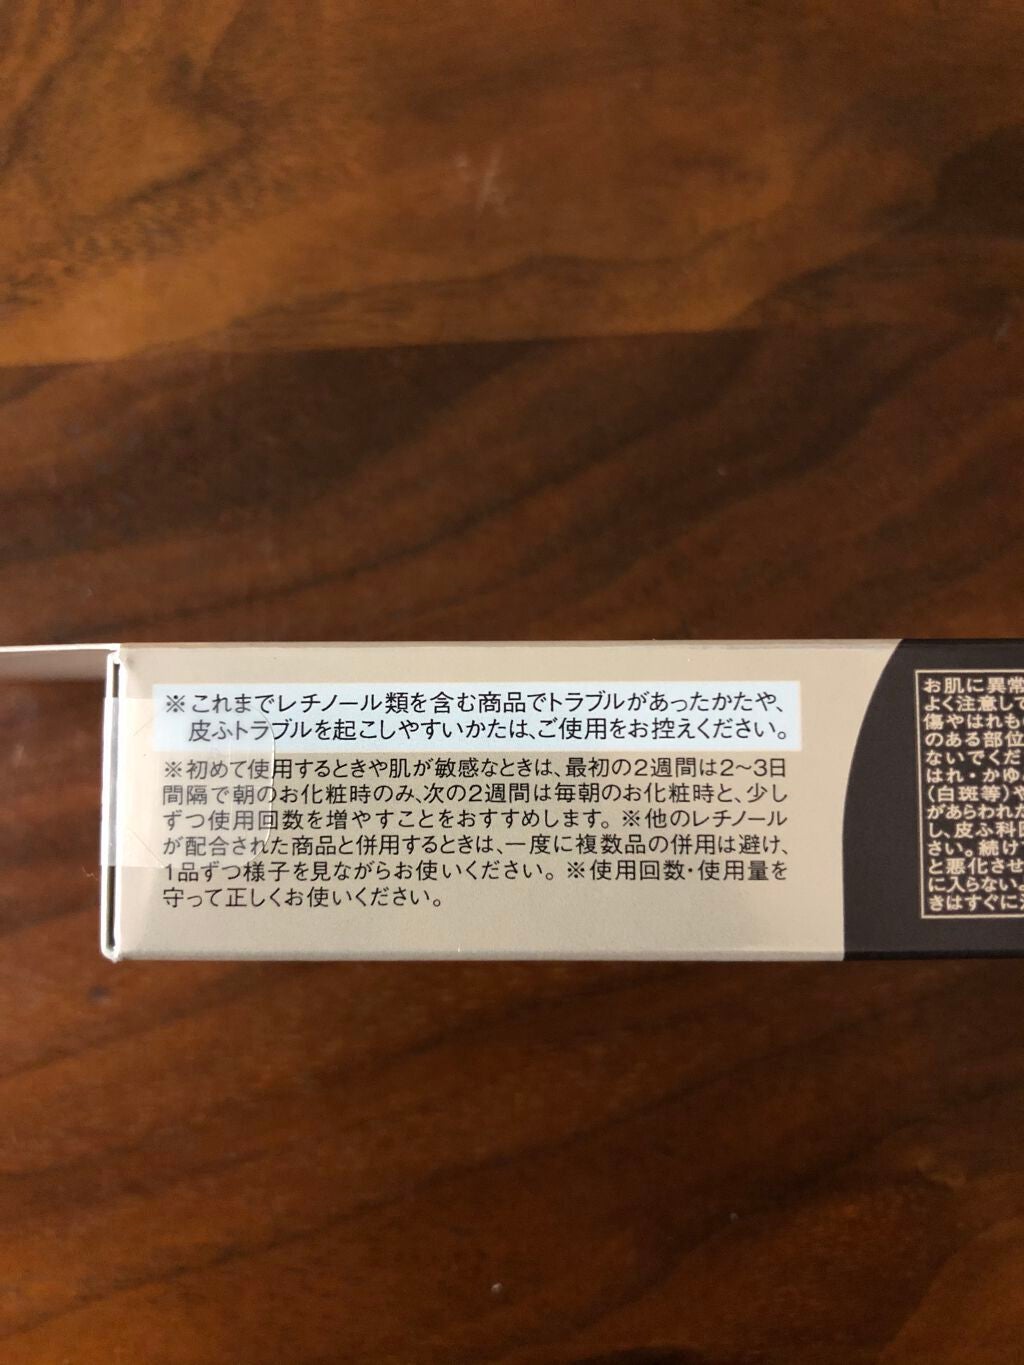 ※これまでレチノール類を含む商品でトラブルがあったかたや、
皮ふトラブルを起こしやすいかたは、ご使用をお控えください。
※初めて使用するときや肌が敏感なときは、最初の2週間は2〜3日
間隔で朝のお化粧時のみ、次の2週間は毎朝のお化粧時と、少し
ずつ使用回数を増やすことをおすすめします。※他のレチノール
が配合された商品と併用するときは、一度に複数品の併用は避け、
1品ずつ様子を見ながらお使いください。※使用回数・使用量を
守って正しくお使いください。
お肌に異常
よく注意して
傷やはれも
のある部位
ないでくだ
はれ・かゆ
(白斑等)や
があらわれた
し、皮ふ科
さい。続け
と悪化させ
に入らない
きはすぐに